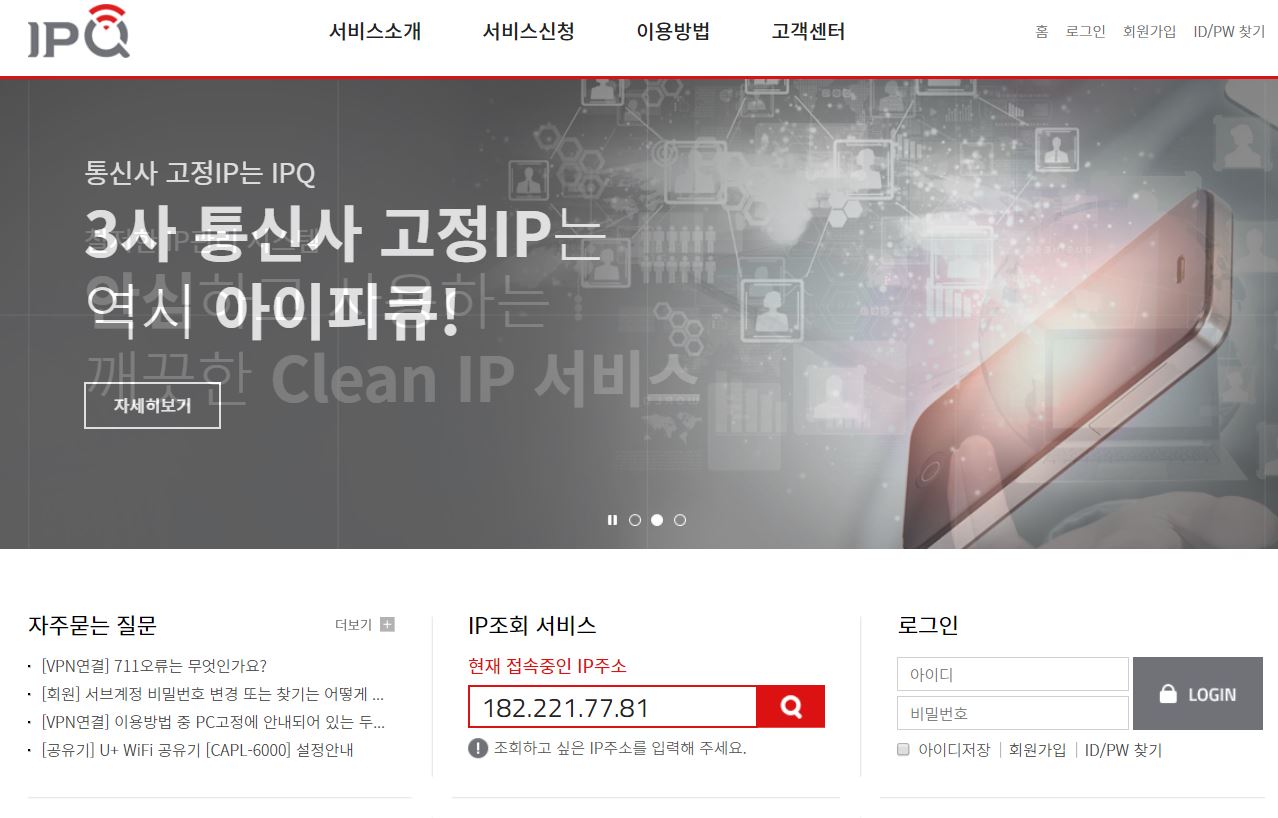 IPQ
서비스소개 서비스신청 이용방법 고객센터
홈 로그인 회원가입 ID/PW 찾기
통신사 고정IP는 IPQ
3사 통신사 고정IP는
역시 아이피큐!
안심하고 사용하는
깨끗한 Clean IP 서비스
자세히보기
자주묻는 질문
더보기 +
· [VPN연결] 711오류는 무엇인가요?
· [회원] 서브계정 비밀번호 변경 또는 찾기는 어떻게 ...
· [VPN연결] 이용방법 중 PC고정에 안내되어 있는 두...
· [공유기] U+ WiFi 공유기 [CAPL-6000] 설정안내
IP조회 서비스
현재 접속중인 IP주소
182.221.77.81
! 조회하고 싶은 IP주소를 입력해 주세요.
로그인
아이디
비밀번호
LOGIN
아이디저장 | 회원가입 | ID/PW 찾기